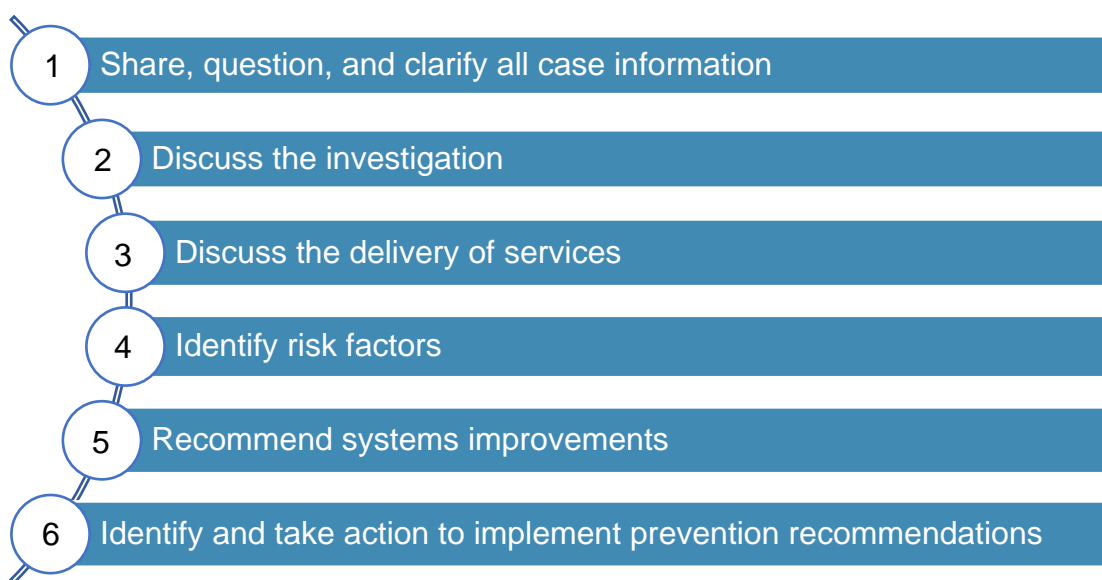 1 Share, question, and clarify all case information
2 Discuss the investigation
3 Discuss the delivery of services
4 Identify risk factors
5 Recommend systems improvements
6 Identify and take action to implement prevention recommendations